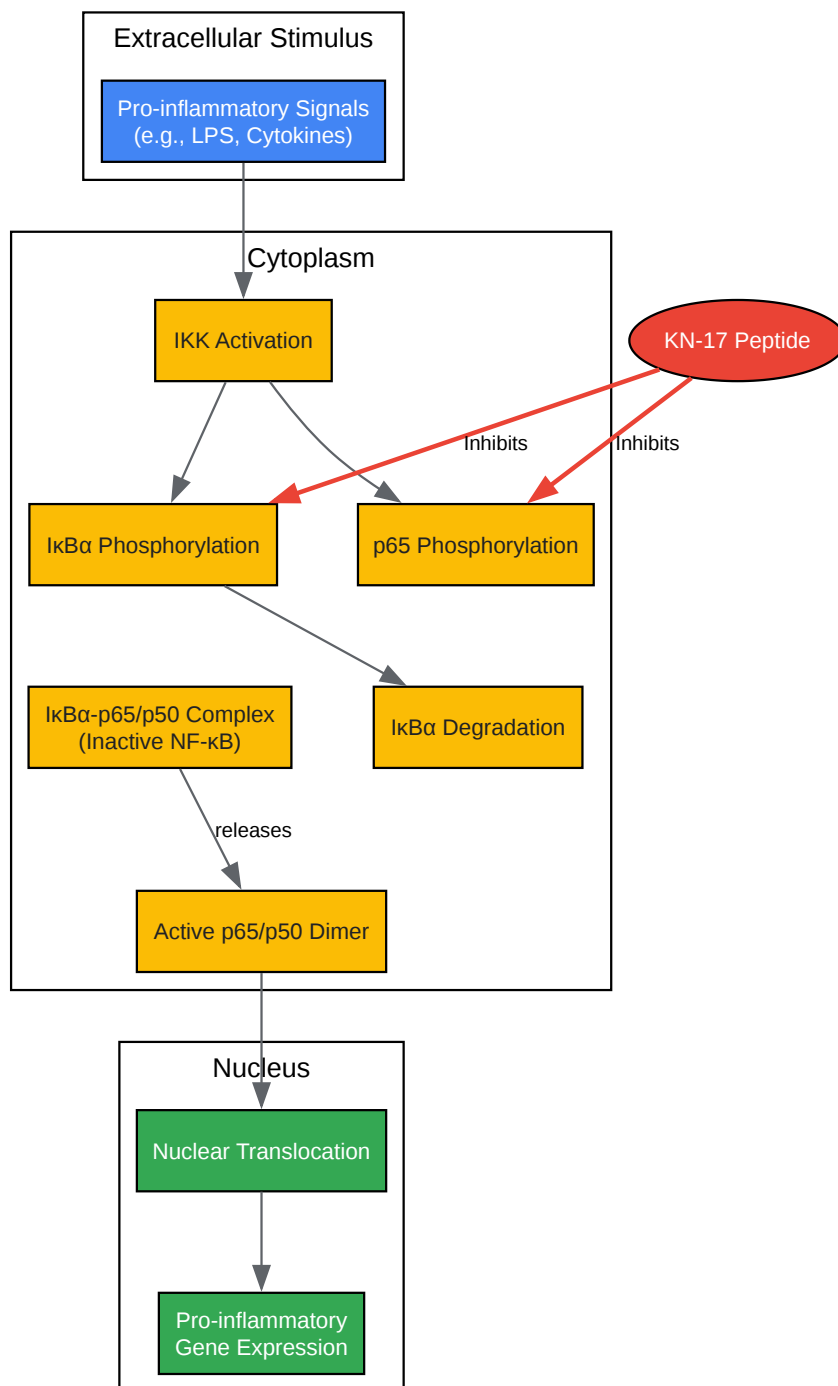 Extracellular Stimulus
Pro-inflammatory Signals
(e.g., LPS, Cytokines)
Cytoplasm
IKK Activation
KN-17 Peptide
Inhibits
Inhibits
IκBα Phosphorylation
p65 Phosphorylation
IκBα-p65/p50 Complex
(Inactive NF-κB)
IκBα Degradation
releases
Active p65/p50 Dimer
Nucleus
Nuclear Translocation
Pro-inflammatory
Gene Expression